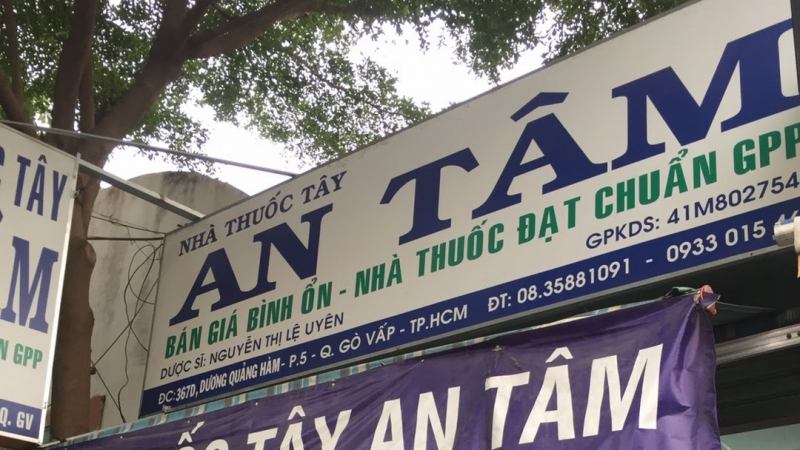 NHÀ THUỐC TÂY
AN TÂM
BÁN GIÁ BÌNH ỔN - NHÀ THUỐC ĐẠT CHUẨN GPP
DƯỢC SĨ: NGUYỄN THỊ LỆ UYÊN
GPKDS: 41M802754
ĐC: 367D, DƯƠNG QUẢNG HÀM - P.5 - Q. GÒ VẤP - TP.HCM ĐT: 08.35881091 - 0933 015
TÂY
M
GPP
Q. GV
TÂY AN TÂM